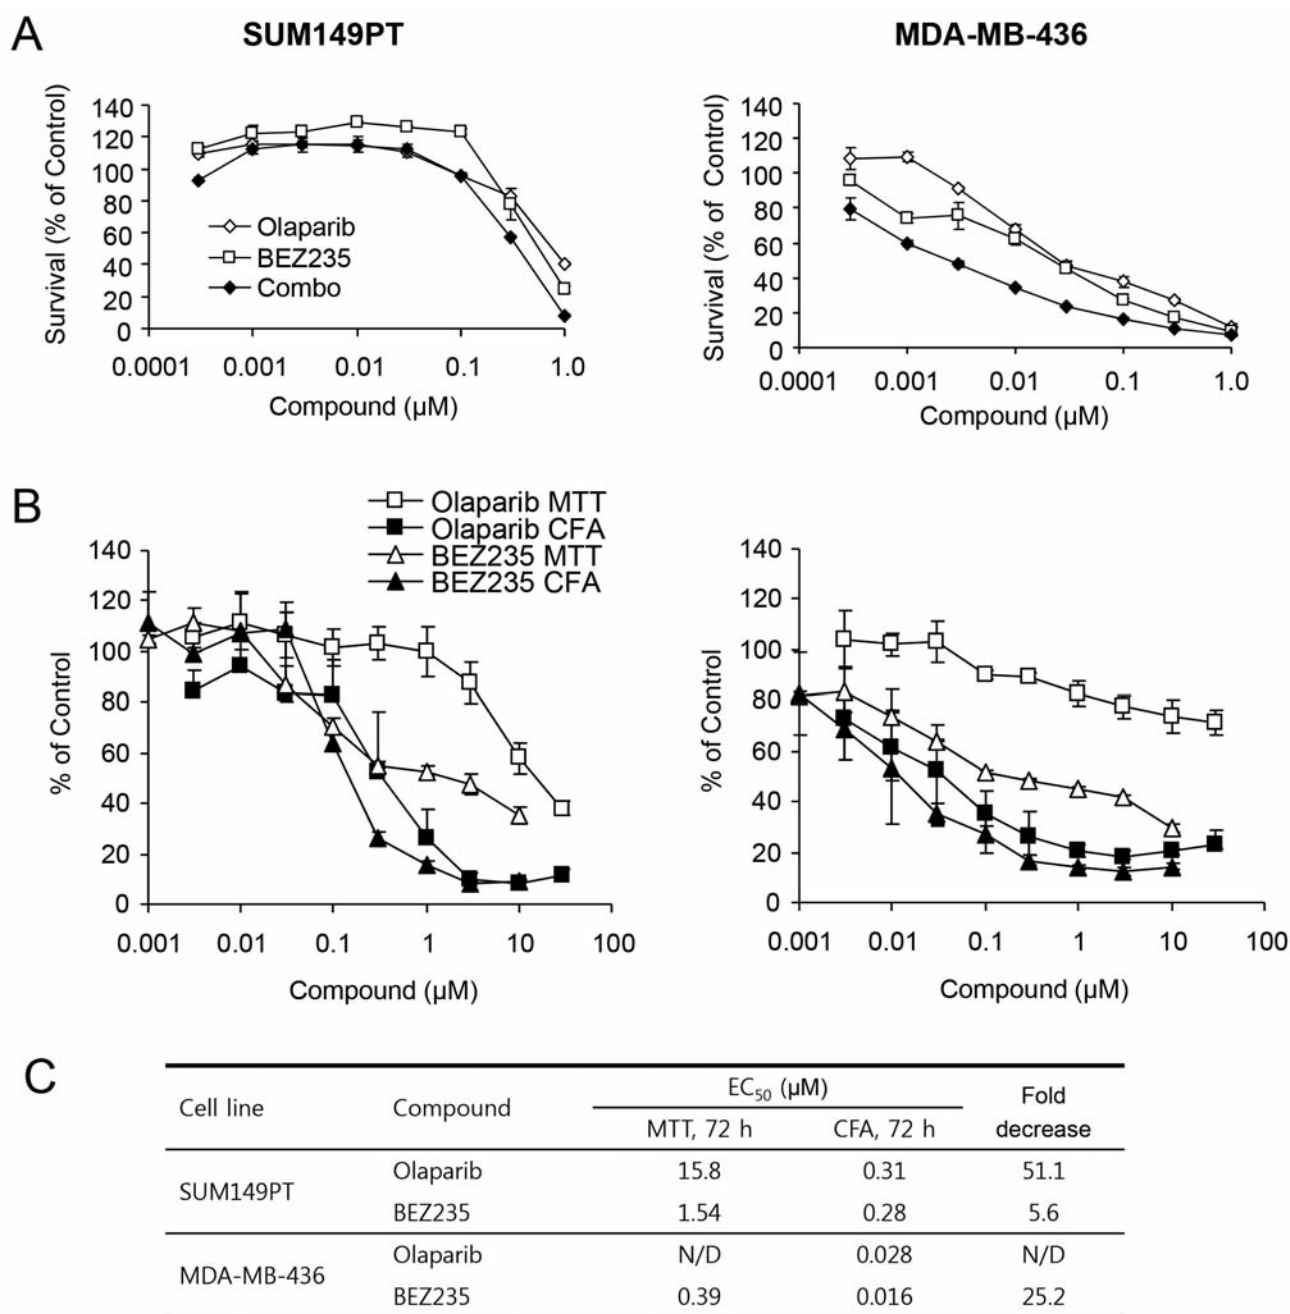 A
SUM149PT
MDA-MB-436
Survival (% of Control)
140
120
100
80
60
40
20
0
Olaparib
BEZ235
Combo
0.0001 0.001 0.01 0.1 1.0
Compound (µM)
Survival (% of Control)
140
120
100
80
60
40
20
0
0.0001 0.001 0.01 0.1 1.0
Compound (µM)
B
Olaparib MTT
Olaparib CFA
BEZ235 MTT
BEZ235 CFA
% of Control
140
120
100
80
60
40
20
0
0.001 0.01 0.1 1 10 100
Compound (µM)
% of Control
140
120
100
80
60
40
20
0
0.001 0.01 0.1 1 10 100
Compound (µM)
C
Cell line Compound EC50 (µM) Fold decrease
MTT, 72 h CFA, 72 h
SUM149PT Olaparib 15.8 0.31 51.1
BEZ235 1.54 0.28 5.6
MDA-MB-436 Olaparib N/D 0.028 N/D
BEZ235 0.39 0.016 25.2